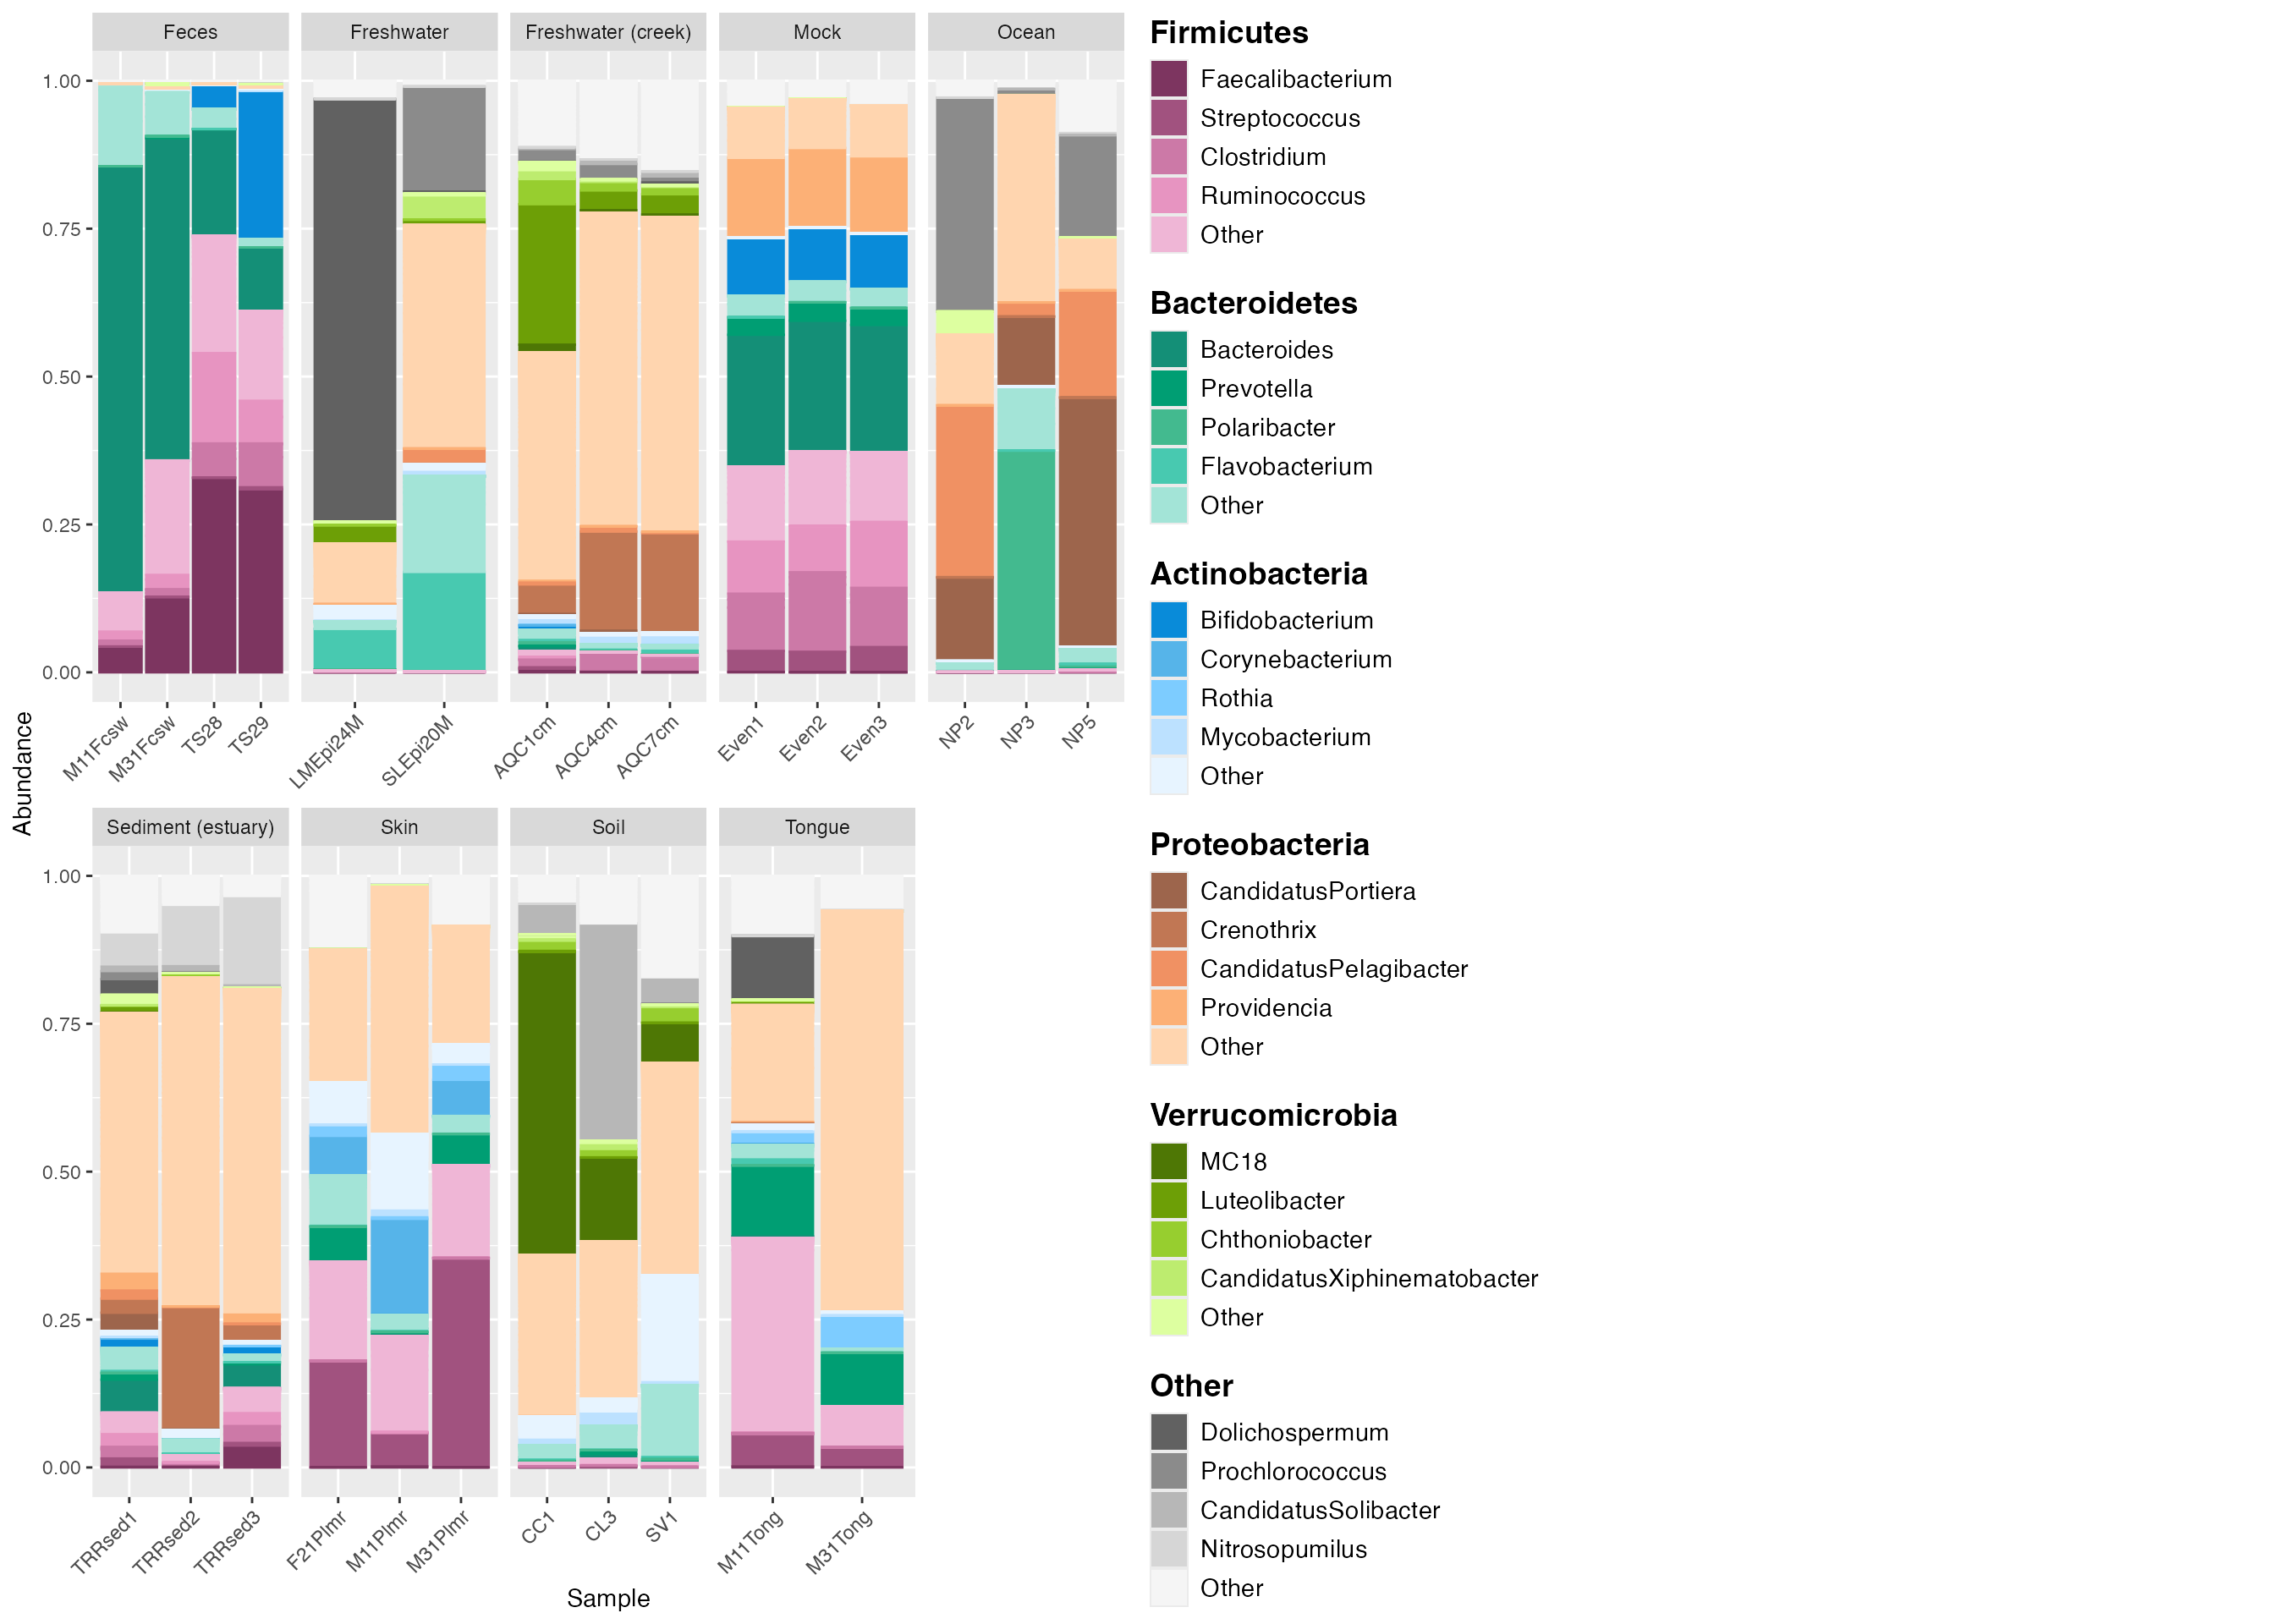 Feces
Freshwater
Freshwater (creek)
Mock
Ocean
1.00
0.75
0.50
0.25
0.00
M11Fcsw
M31Fcsw
TS28
TS29
LMEpi24M
SLEpi20M
AQC1cm
AQC4cm
AQC7cm
Even1
Even2
Even3
NP2
NP3
NP5
Abundance
Sediment (estuary)
Skin
Soil
Tongue
1.00
0.75
0.50
0.25
0.00
TRRsed1
TRRsed2
TRRsed3
F21Plmr
M11Plmr
M31Plmr
CC1
CL3
SV1
M11Tong
M31Tong
Sample
Firmicutes
Faecalibacterium
Streptococcus
Clostridium
Ruminococcus
Other
Bacteroidetes
Bacteroides
Prevotella
Polaribacter
Flavobacterium
Other
Actinobacteria
Bifidobacterium
Corynebacterium
Rothia
Mycobacterium
Other
Proteobacteria
CandidatusPortiera
Crenothrix
CandidatusPelagibacter
Providencia
Other
Verrucomicrobia
MC18
Luteolibacter
Chthoniobacter
CandidatusXiphinematobacter
Other
Other
Dolichospermum
Prochlorococcus
CandidatusSolibacter
Nitrosopumilus
Other